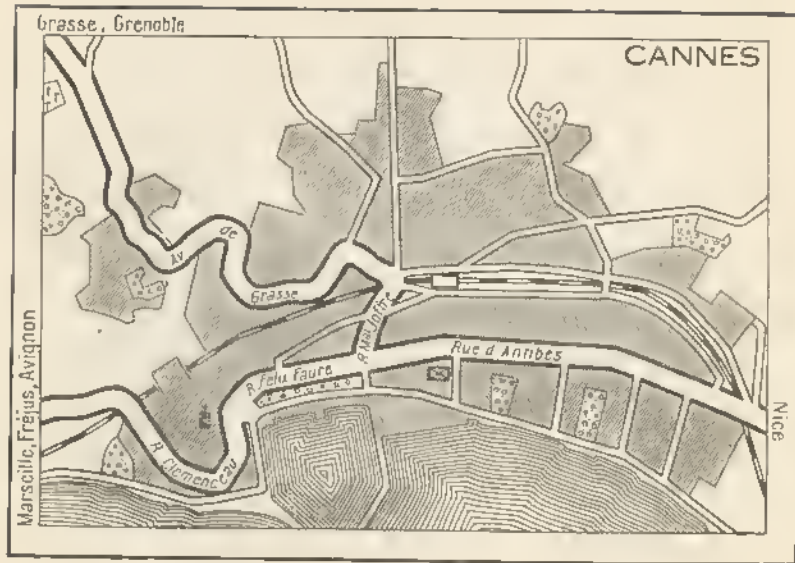 Grasse, Grenoble
CANNES
Av. de Grasse
R. Mal Joffre
Rue d'Antibes
R. Felix Faure
R. Clemenceau
Marseille, Fréjus, Avignon
Nice